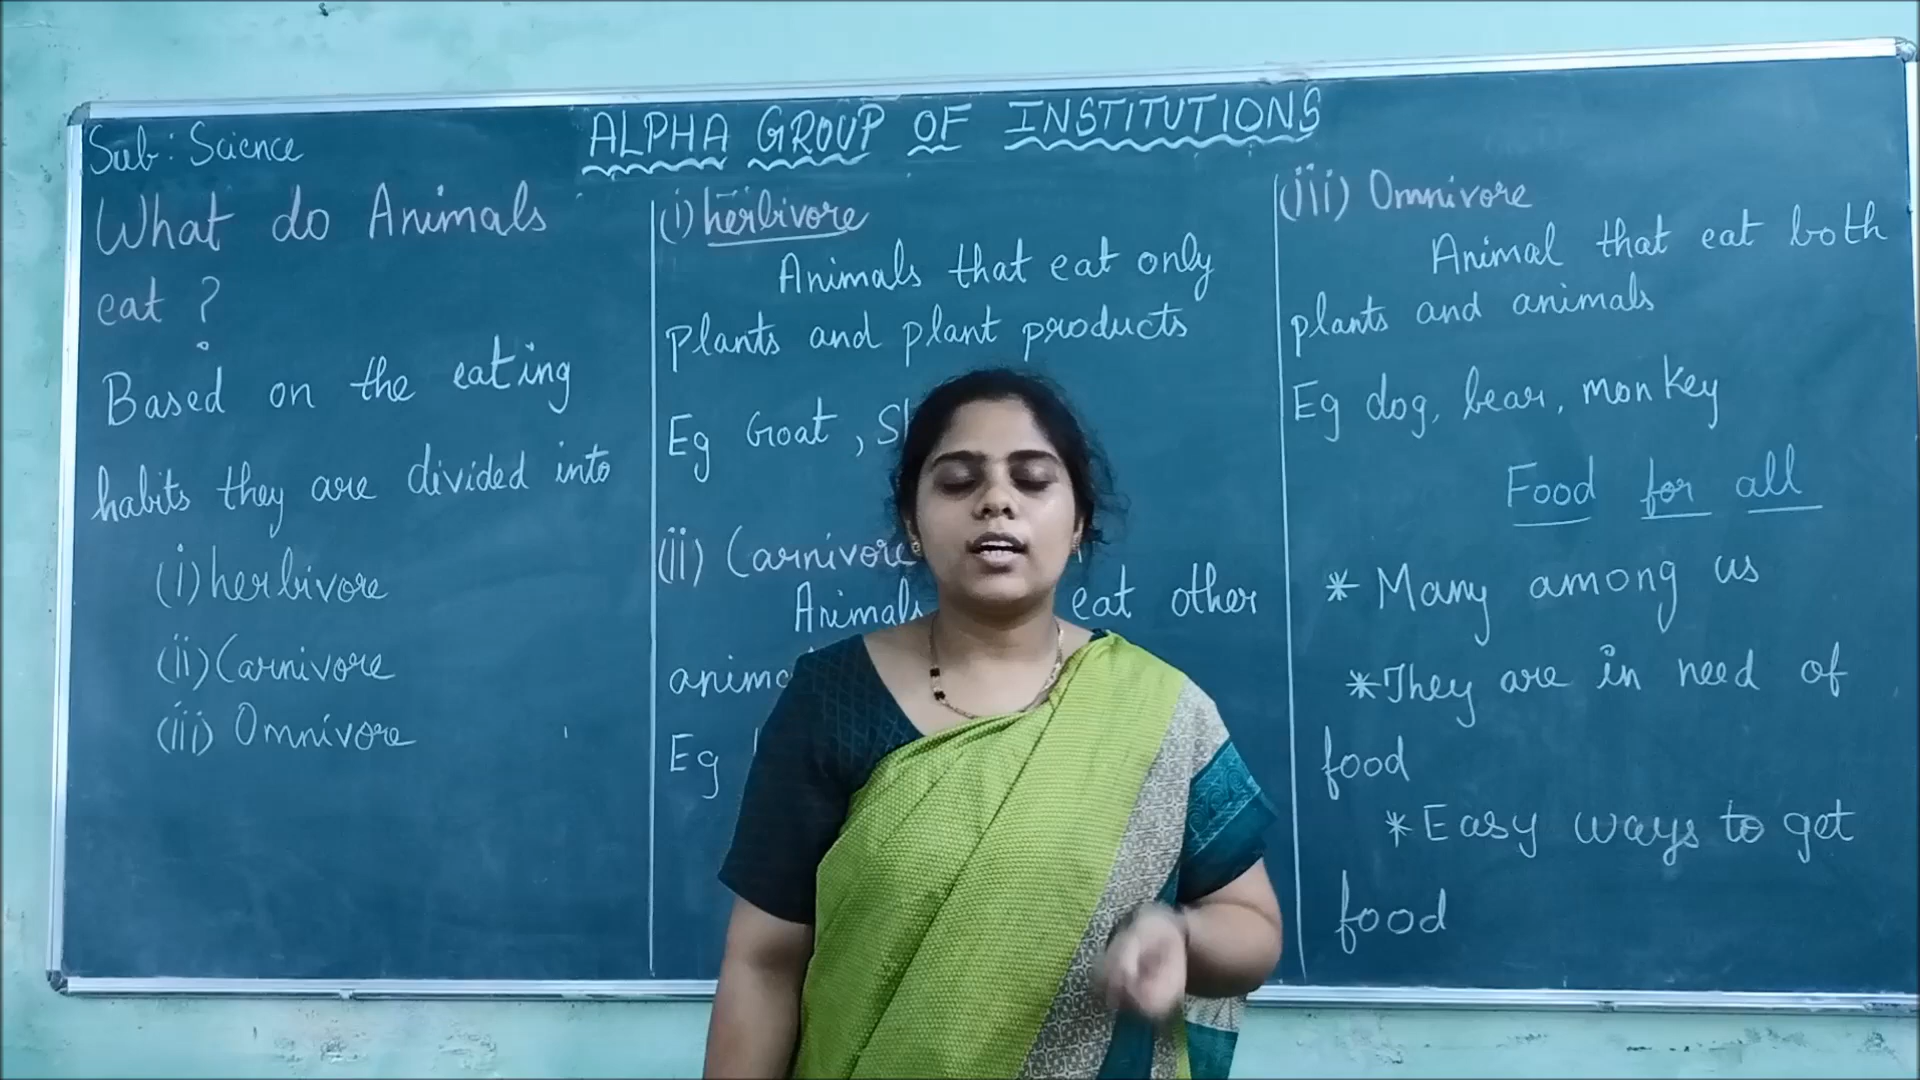 ALPHA GROUP OF INSTITUTIONS
Sub: Science
What do Animals
eat ?
Based on the eating
habits they are divided into
(i) herbivore
(ii) Carnivore
(iii) Omnivore
(i) herbivore
Animals that eat only
plants and plant products
Eg Goat,
(ii) Carnivore
Animals eat other
Eg
(iii) Omnivore
Animal that eat both
plants and animals
Eg dog, bear, monkey
Food for all
* Many among us
* They are in need of
food
* Easy ways to get
food